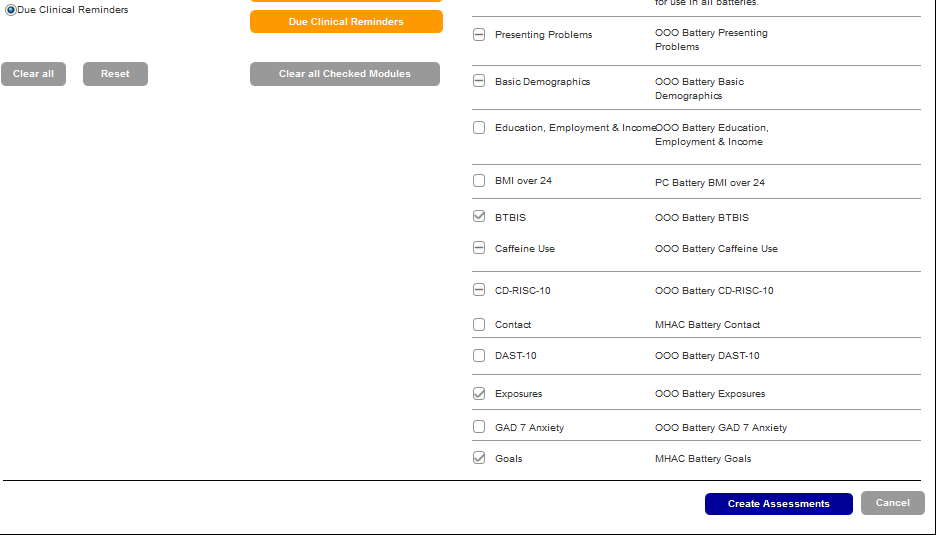 Due Clinical Reminders
Due Clinical Reminders
Clear all
Reset
Clear all Checked Modules
for use in all batteries.
Presenting Problems
OOO Battery Presenting
Problems
Basic Demographics
OOO Battery Basic
Demographics
Education, Employment & Income
OOO Battery Education,
Employment & Income
BMI over 24
PC Battery BMI over 24
BTBIS
OOO Battery BTBIS
Caffeine Use
OOO Battery Caffeine Use
CD-RISC-10
OOO Battery CD-RISC-10
Contact
MHAC Battery Contact
DAST-10
OOO Battery DAST-10
Exposures
OOO Battery Exposures
GAD 7 Anxiety
OOO Battery GAD 7 Anxiety
Goals
MHAC Battery Goals
Create Assessments
Cancel